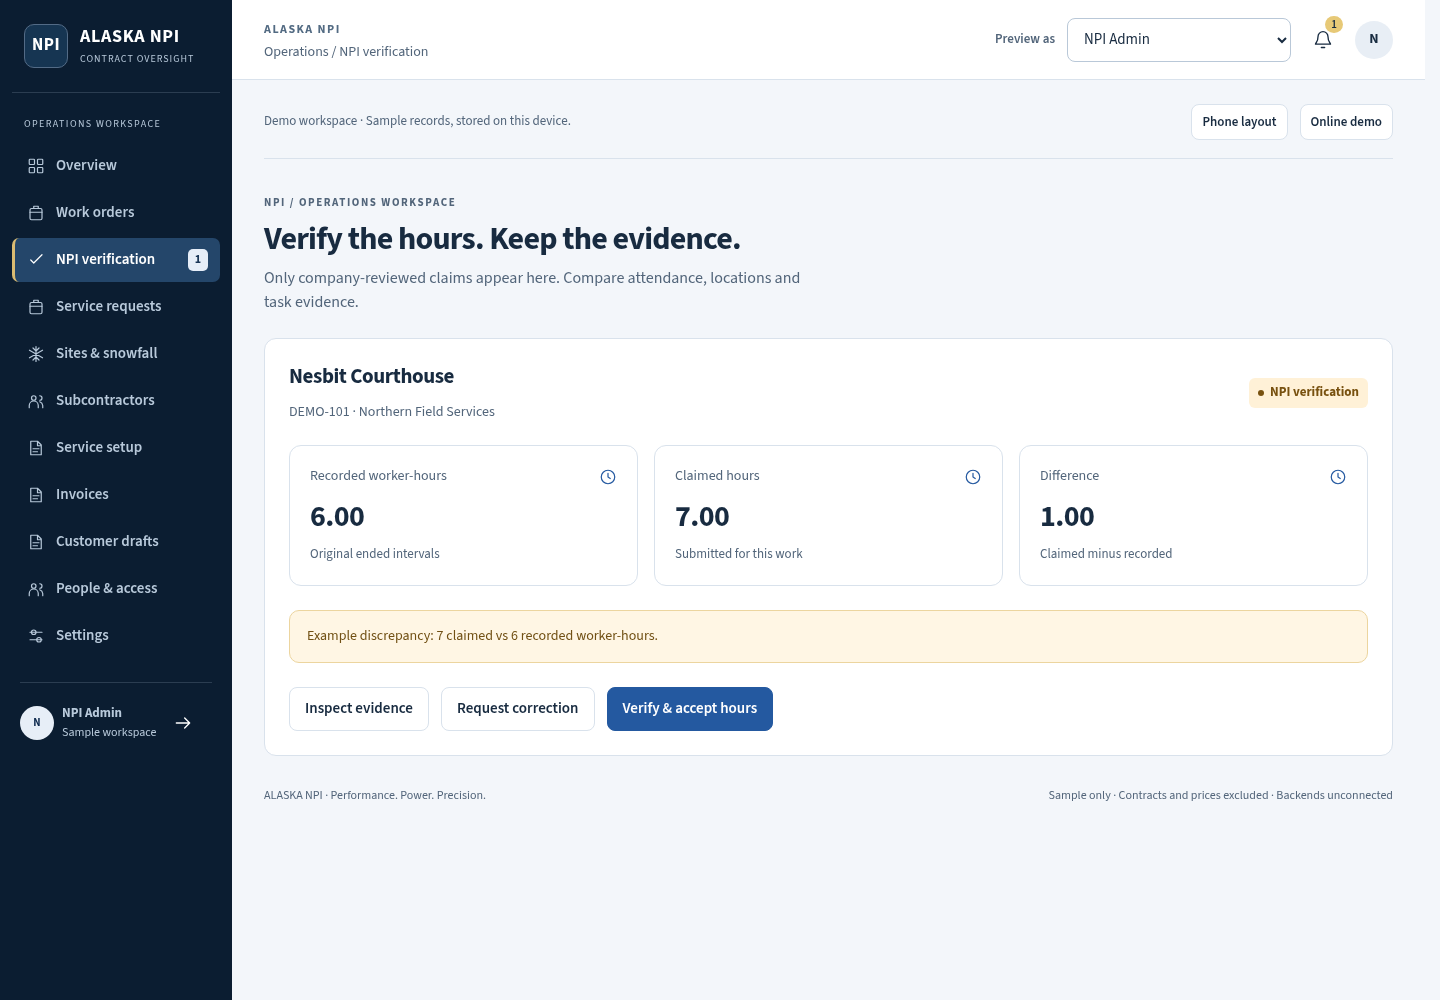 NPI
ALASKA NPI
CONTRACT OVERSIGHT
OPERATIONS WORKSPACE
Overview
Work orders
NPI verification
1
Service requests
Sites & snowfall
Subcontractors
Service setup
Invoices
Customer drafts
People & access
Settings
N
NPI Admin
Sample workspace
ALASKA NPI
Operations / NPI verification
Preview as
NPI Admin
1
N
Demo workspace · Sample records, stored on this device.
Phone layout
Online demo
NPI / OPERATIONS WORKSPACE
Verify the hours. Keep the evidence.
Only company-reviewed claims appear here. Compare attendance, locations and
task evidence.
Nesbit Courthouse
DEMO-101 · Northern Field Services
NPI verification
Recorded worker-hours
6.00
Original ended intervals
Claimed hours
7.00
Submitted for this work
Difference
1.00
Claimed minus recorded
Example discrepancy: 7 claimed vs 6 recorded worker-hours.
Inspect evidence
Request correction
Verify & accept hours
ALASKA NPI · Performance. Power. Precision.
Sample only · Contracts and prices excluded · Backends unconnected